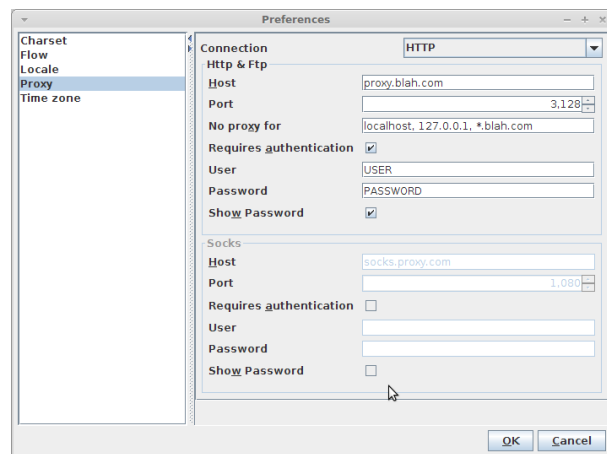 Preferences
Charset
Flow
Locale
Proxy
Time zone
Connection HTTP
Http & Ftp
Host proxy.blah.com
Port 3,128
No proxy for localhost, 127.0.0.1, *.blah.com
Requires authentication
User USER
Password PASSWORD
Show Password
Socks
Host socks.proxy.com
Port 1,080
Requires authentication
User
Password
Show Password
OK Cancel